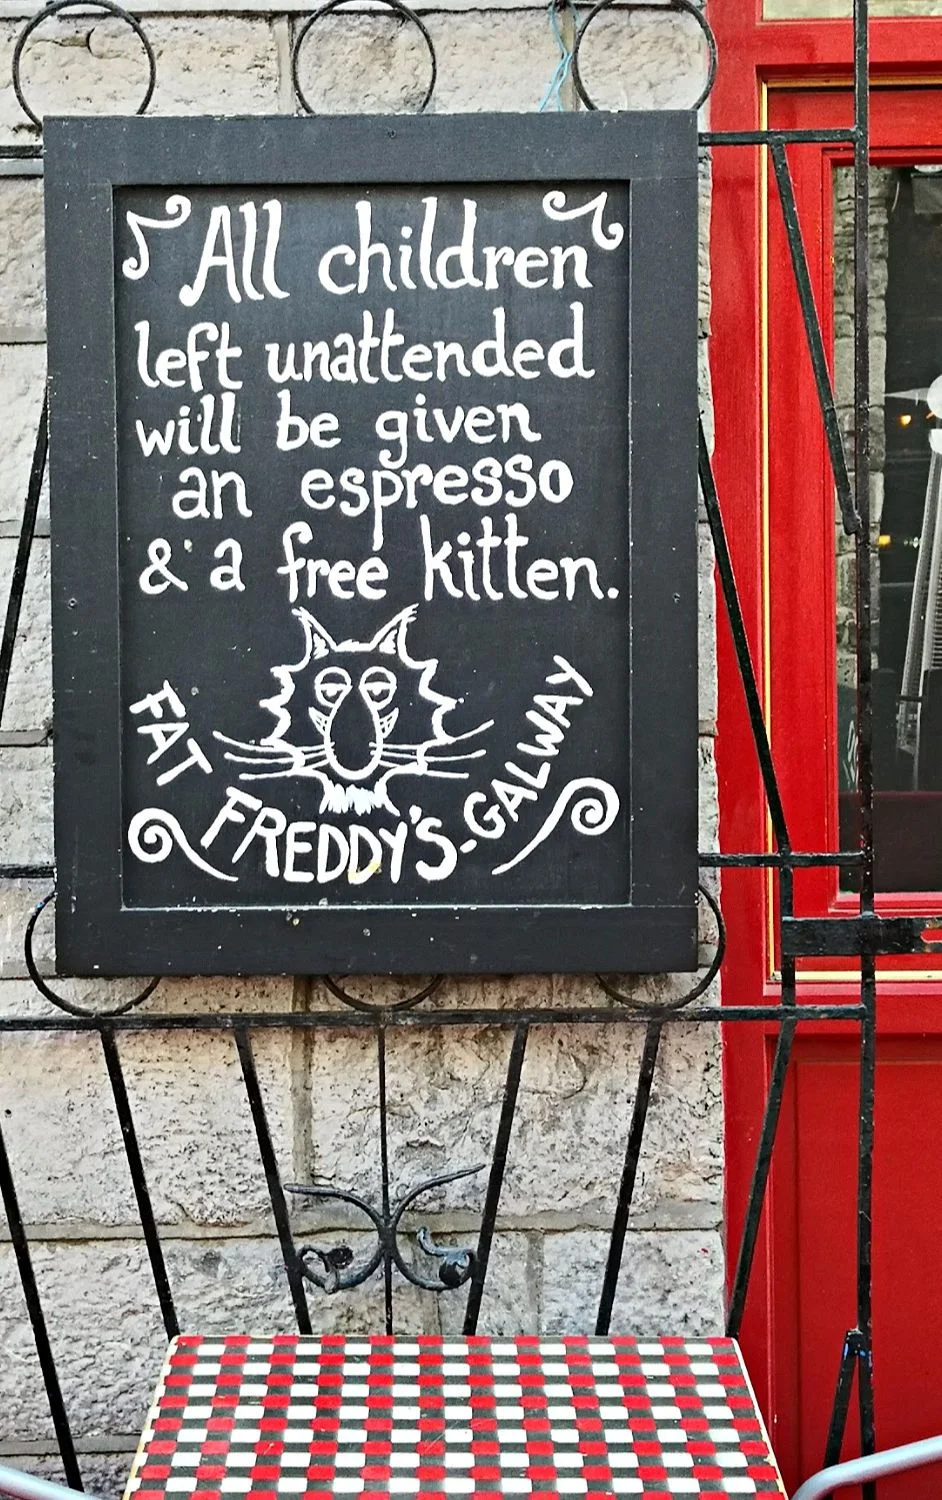 All children
left unattended
will be given
an espresso
& a free kitten.
FAT FREDDY'S-GALWAY